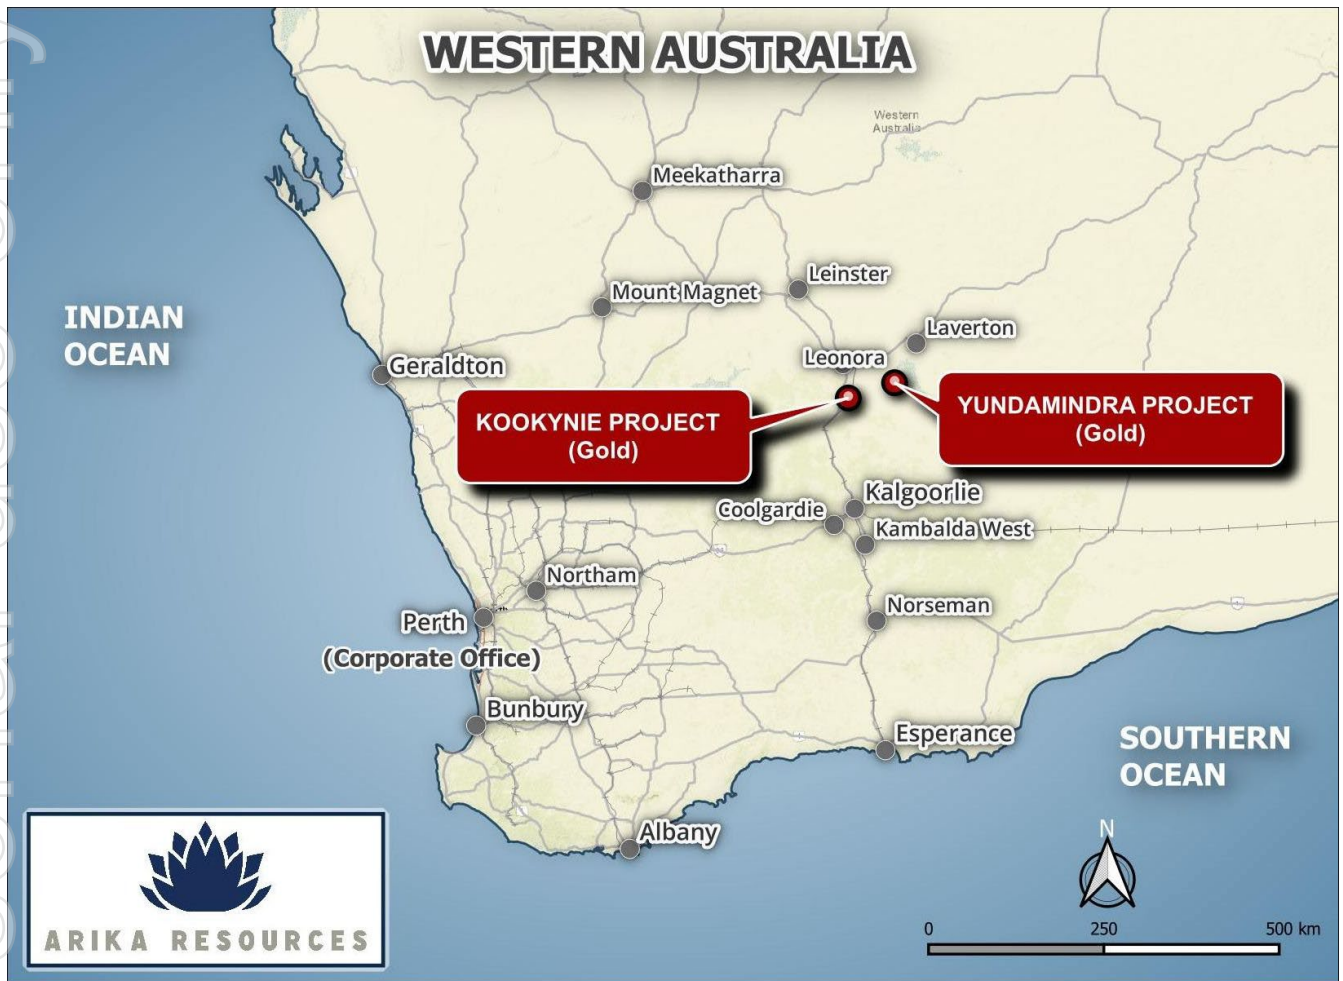 WESTERN AUSTRALIA
Western
Australia
Meekatharra
Leinster
Mount Magnet
INDIAN
OCEAN
Laverton
Leonora
Geraldton
KOOKYNIE PROJECT
(Gold)
YUNDAMINDRA PROJECT
(Gold)
Kalgoorlie
Coolgardie
Kambalda West
Northam
Norseman
Perth
(Corporate Office)
Bunbury
Esperance
SOUTHERN
OCEAN
Albany
N
0 250 500 km
ARIKA RESOURCES